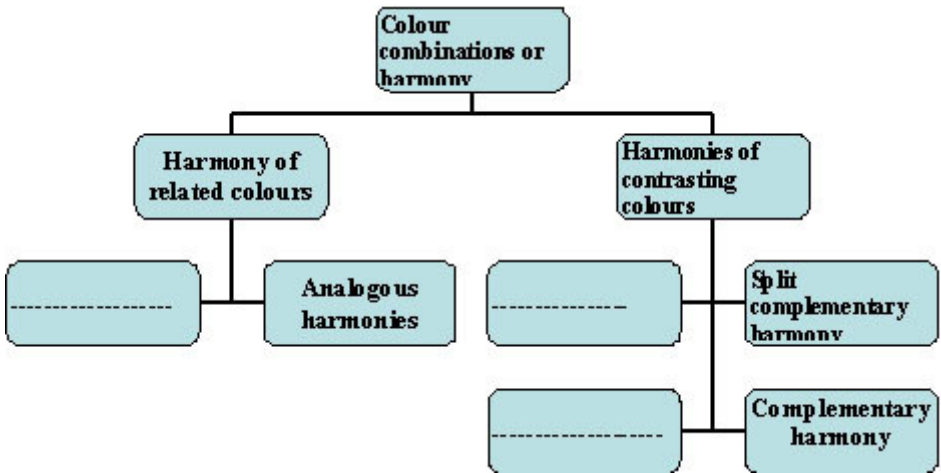 Colour
combinations or
harmony
Harmony of
related colours
Harmonies of
contrasting
colours
--------------------
Analogous
harmonies
----------------
Split
complementary
harmony
---------------------
Complementary
harmony